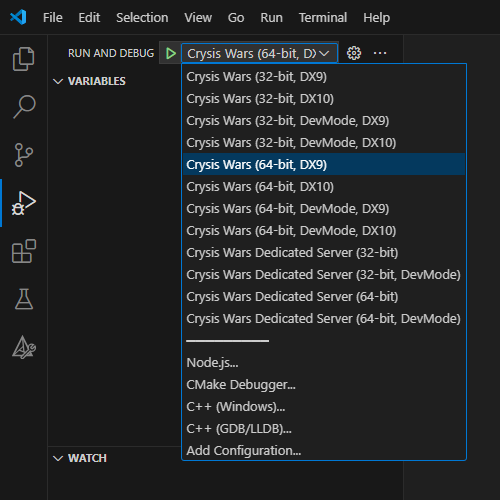 File Edit Selection View Go Run Terminal Help
RUN AND DEBUG Crysis Wars (64-bit, DX
VARIABLES
Crysis Wars (32-bit, DX9)
Crysis Wars (32-bit, DX10)
Crysis Wars (32-bit, DevMode, DX9)
Crysis Wars (32-bit, DevMode, DX10)
Crysis Wars (64-bit, DX9)
Crysis Wars (64-bit, DX10)
Crysis Wars (64-bit, DevMode, DX9)
Crysis Wars (64-bit, DevMode, DX10)
Crysis Wars Dedicated Server (32-bit)
Crysis Wars Dedicated Server (32-bit, DevMode)
Crysis Wars Dedicated Server (64-bit)
Crysis Wars Dedicated Server (64-bit, DevMode)
Node.js...
CMake Debugger...
C++ (Windows)...
C++ (GDB/LLDB)...
WATCH
Add Configuration...